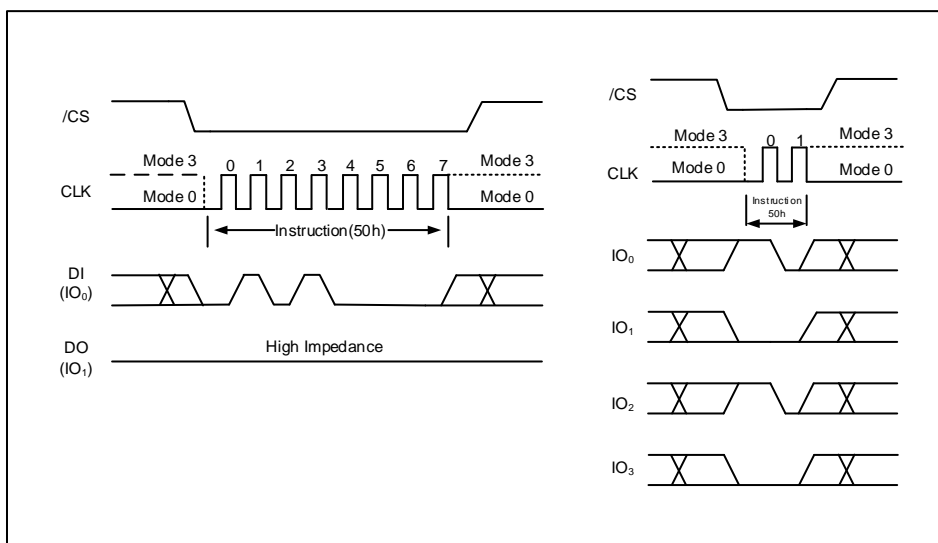 /CS
Mode 3 0 1 2 3 4 5 6 7 Mode 3
CLK Mode 0 Mode 0
Instruction(50h)
DI
(IO₀)
DO High Impedance
(IO₁)
/CS
Mode 3 0 1 Mode 3
CLK Mode 0 Mode 0
Instruction
50h
IO₀
IO₁
IO₂
IO₃